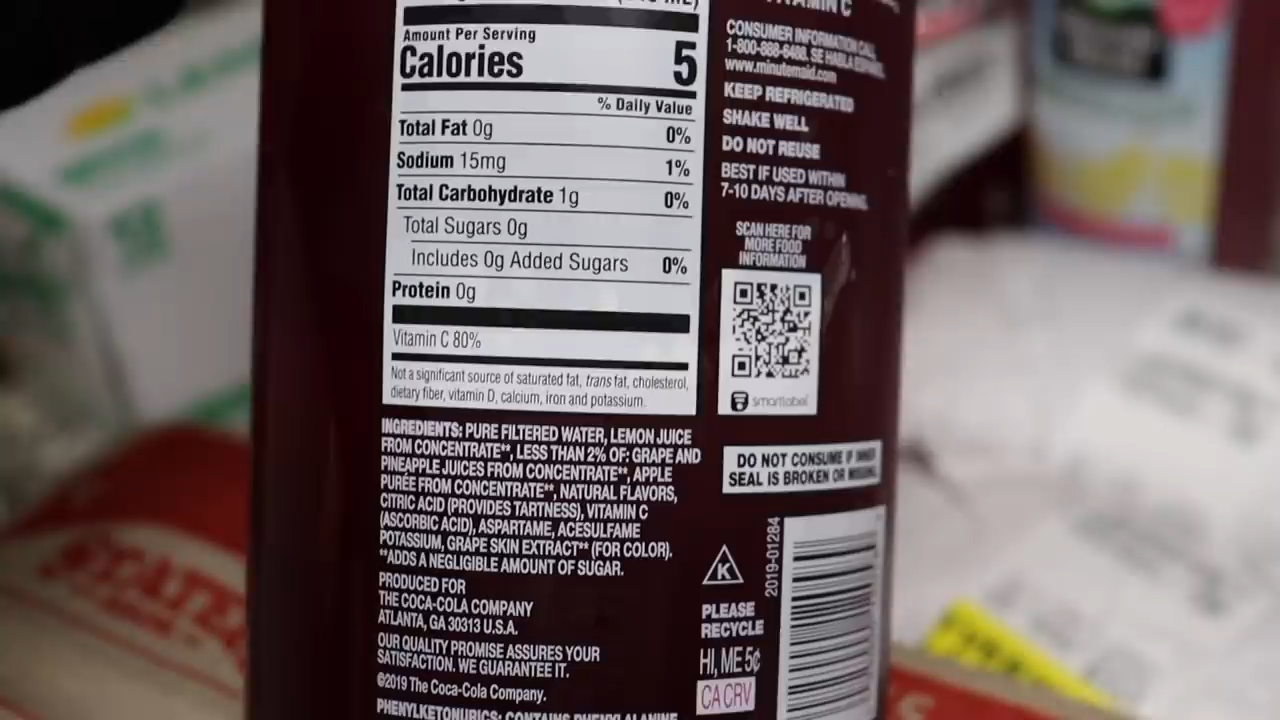 Amount Per Serving
Calories 5
% Daily Value
Total Fat 0g 0%
Sodium 15mg 1%
Total Carbohydrate 1g 0%
Total Sugars 0g
Includes 0g Added Sugars 0%
Protein 0g
Vitamin C 80%
Not a significant source of saturated fat, trans fat, cholesterol,
dietary fiber, vitamin D, calcium, iron and potassium.
INGREDIENTS: PURE FILTERED WATER, LEMON JUICE
FROM CONCENTRATE**, LESS THAN 2% OF: GRAPE AND
PINEAPPLE JUICES FROM CONCENTRATE**, APPLE
PURÉE FROM CONCENTRATE**, NATURAL FLAVORS,
CITRIC ACID (PROVIDES TARTNESS), VITAMIN C
(ASCORBIC ACID), ASPARTAME, ACESULFAME
POTASSIUM, GRAPE SKIN EXTRACT** (FOR COLOR).
**ADDS A NEGLIGIBLE AMOUNT OF SUGAR.
PRODUCED FOR
THE COCA-COLA COMPANY
ATLANTA, GA 30313 U.S.A.
OUR QUALITY PROMISE ASSURES YOUR
SATISFACTION. WE GUARANTEE IT.
©2019 The Coca-Cola Company.
PHENYLKETONURICS: CONTAINS PHENYLALANINE
VITAMIN C
CONSUMER INFORMATION CALL
1-800-888-6488. SE HABLA ESPAÑOL
www.minutemaid.com
KEEP REFRIGERATED
SHAKE WELL
DO NOT REUSE
BEST IF USED WITHIN
7-10 DAYS AFTER OPENING.
SCAN HERE FOR
MORE FOOD
INFORMATION
smartlabel
DO NOT CONSUME IF INNER
SEAL IS BROKEN OR MISSING.
2019-01284
K
PLEASE
RECYCLE
HI, ME 5¢
CA CRV